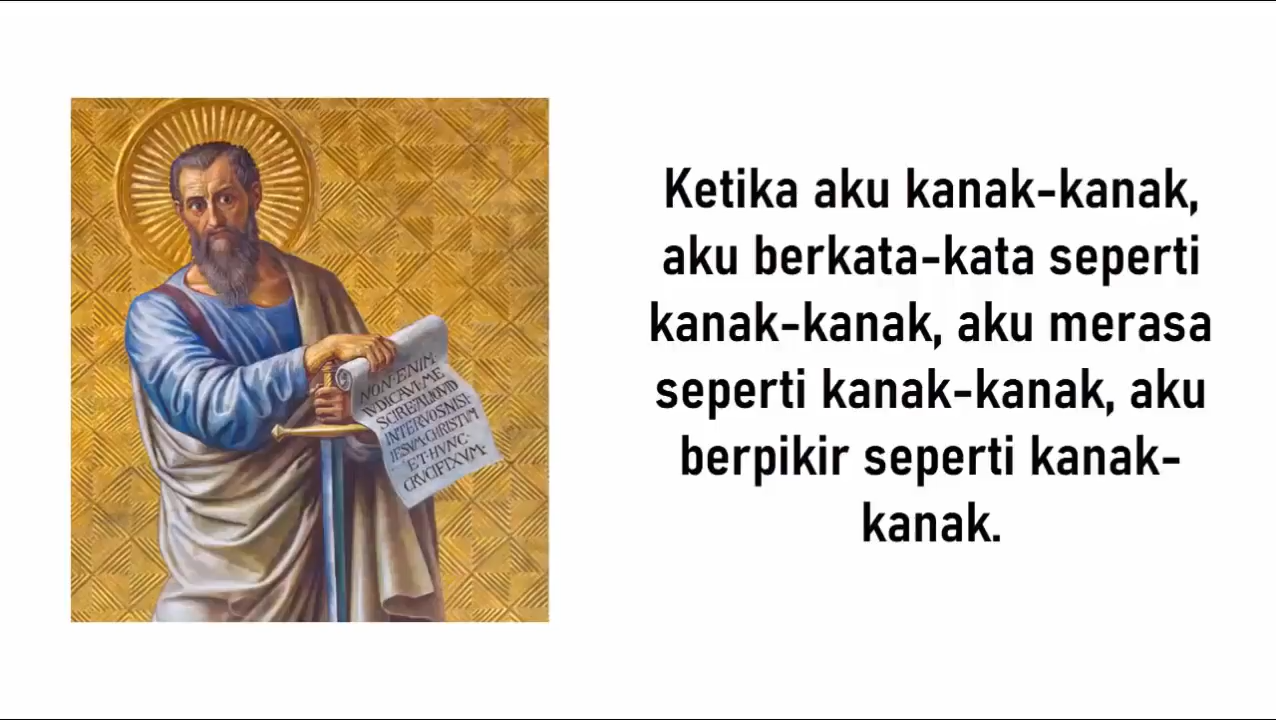 Ketika aku kanak-kanak,
aku berkata-kata seperti
kanak-kanak, aku merasa
seperti kanak-kanak, aku
berpikir seperti kanak-
kanak.
NON·ENIM·
IVDICAVI·ME
SCIRE·ALIQVID
INTER·VOS·NISI·
IESVM·CHRISTVM
·ET·HVNC·
CRVCIFIXVM·